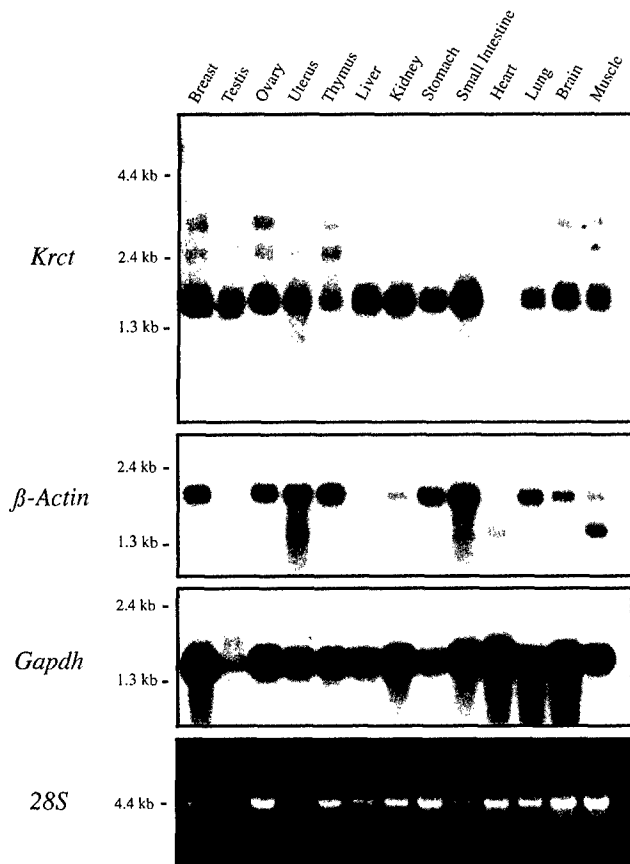 Breast Testis Ovary Uterus Thymus Liver Kidney Stomach Small Intestine Heart Lung Brain Muscle
4.4 kb -
Krct
2.4 kb -
1.3 kb -
2.4 kb -
β-Actin
1.3 kb -
2.4 kb -
Gapdh
1.3 kb -
28S 4.4 kb -